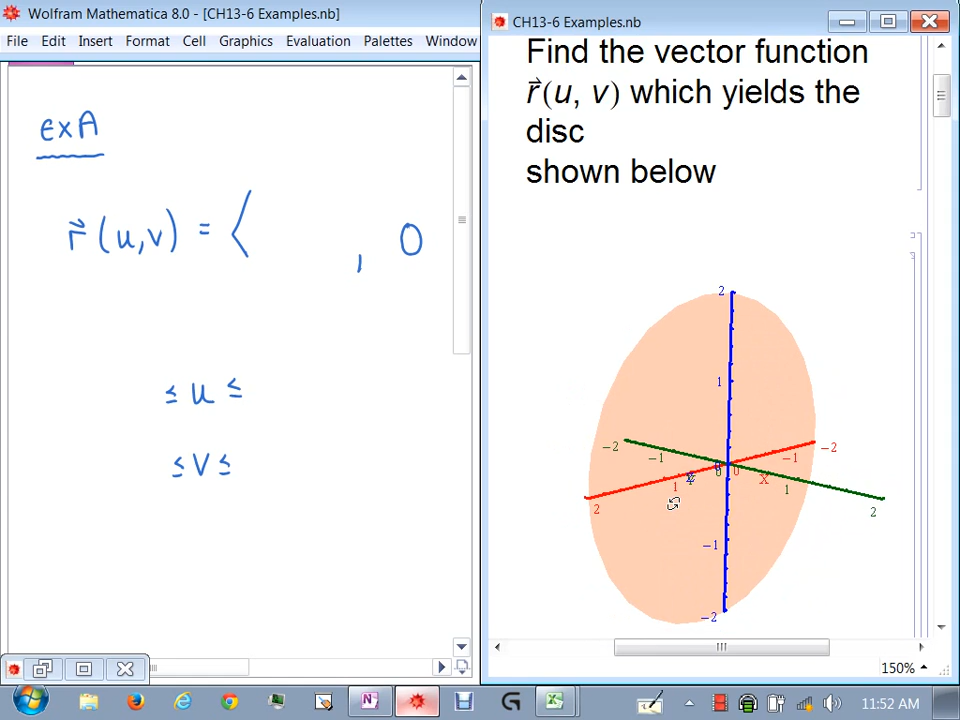 Wolfram Mathematica 8.0 - [CH13-6 Examples.nb]
File Edit Insert Format Cell Graphics Evaluation Palettes Window
exA
r⃗(u,v) = ⟨ , 0
≤ u ≤
≤ v ≤
CH13-6 Examples.nb
Find the vector function
r⃗(u, v) which yields the
disc
shown below
2
1
-2
-1
0
0
-1
-2
1
X
1
2
2
-1
-2
150%
11:52 AM